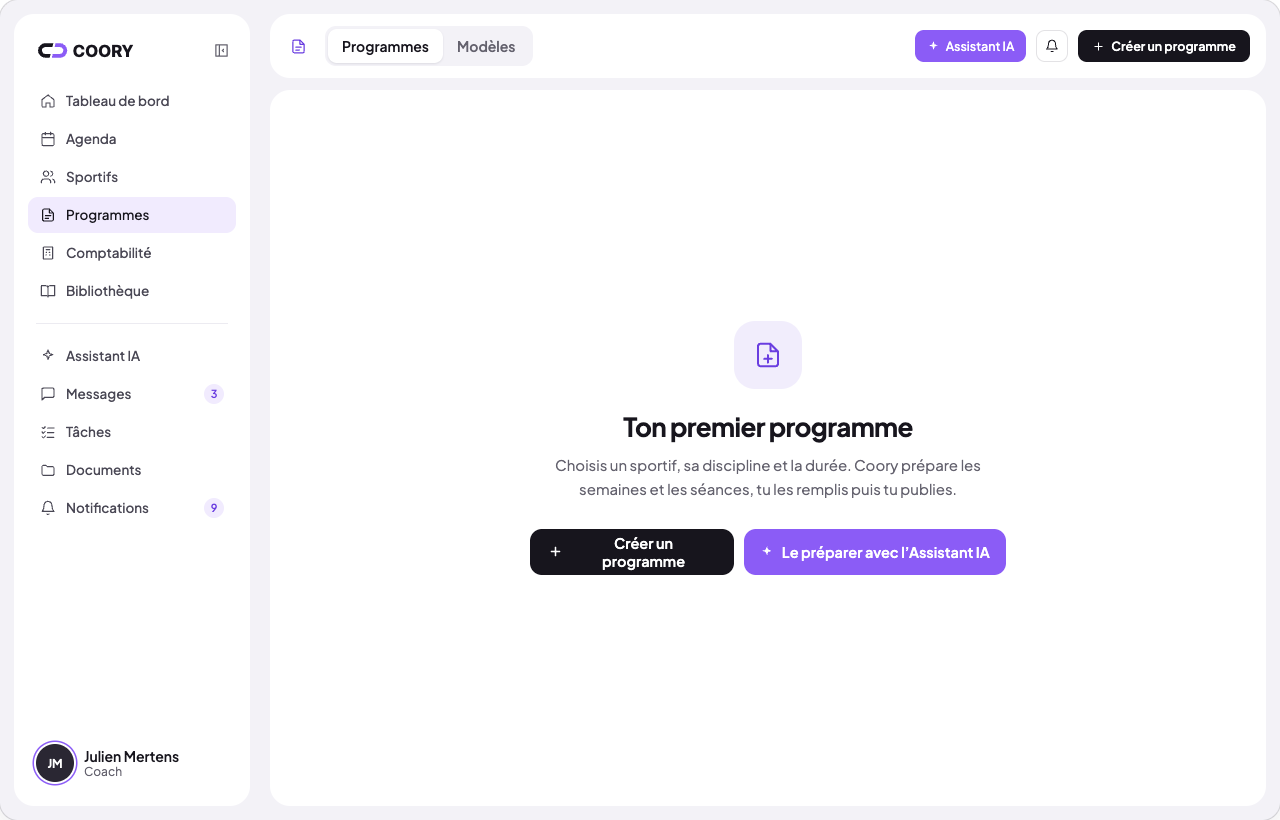 COORY
Tableau de bord
Agenda
Sportifs
Programmes
Comptabilité
Bibliothèque
Assistant IA
Messages 3
Tâches
Documents
Notifications 9
JM
Julien Mertens
Coach
Programmes Modèles
Assistant IA
Créer un programme
Ton premier programme
Choisis un sportif, sa discipline et la durée. Coory prépare les
semaines et les séances, tu les remplis puis tu publies.
Créer un
programme
Le préparer avec l’Assistant IA